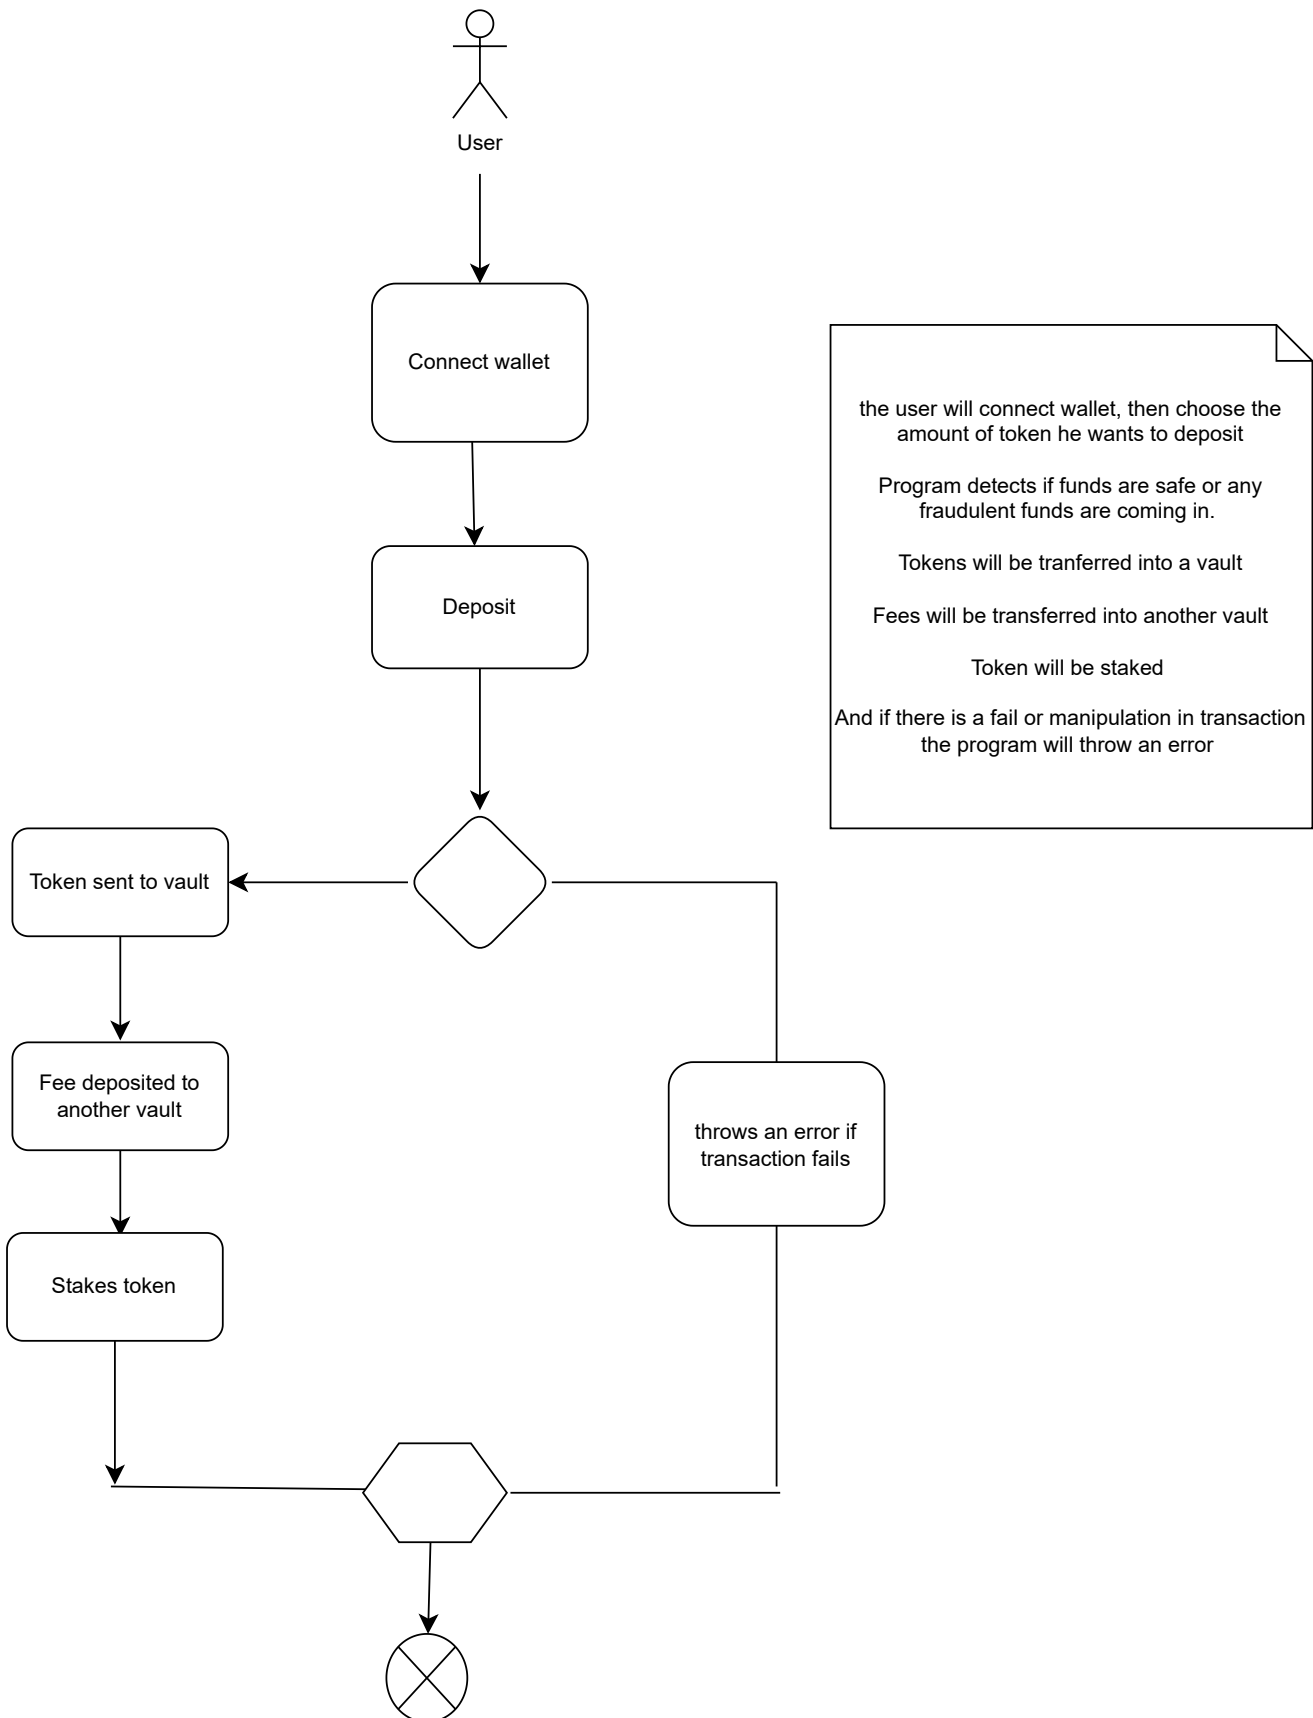 User
Connect wallet
the user will connect wallet, then choose the
amount of token he wants to deposit
Program detects if funds are safe or any
fraudulent funds are coming in.
Tokens will be tranferred into a vault
Fees will be transferred into another vault
Token will be staked
And if there is a fail or manipulation in transaction
the program will throw an error
Deposit
Token sent to vault
Fee deposited to
another vault
throws an error if
transaction fails
Stakes token